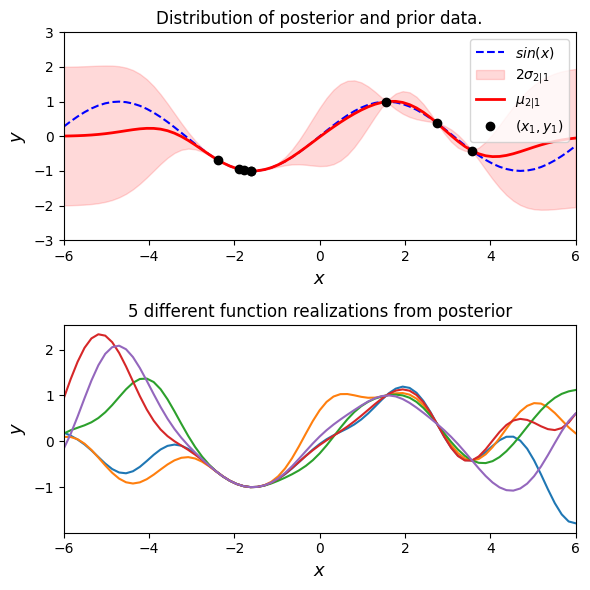 Distribution of posterior and prior data.
3
2
1
0
−1
−2
−3
y
sin(x)
2σ2|1
μ2|1
(x1, y1)
−6 −4 −2 0 2 4 6
x
5 different function realizations from posterior
2
1
0
−1
y
−6 −4 −2 0 2 4 6
x